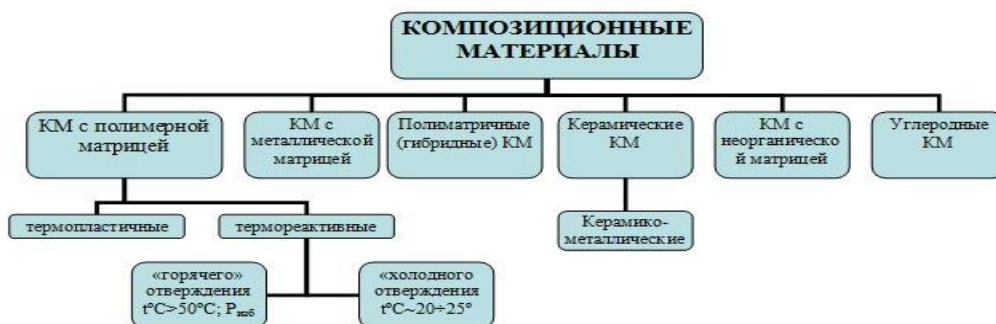 КОМПОЗИЦИОННЫЕ
МАТЕРИАЛЫ
КМ с полимерной
матрицей
КМ с
металлической
матрицей
Полиматричные
(гибридные) КМ
Керамические
КМ
КМ с
неорганическо
й матрицей
Углеродные
КМ
термопластичные
термореактивные
Керамико-
металлические
«горячего»
отверждения
t°C>50°C; Pизб
«холодного
отверждения
t°C~20÷25°